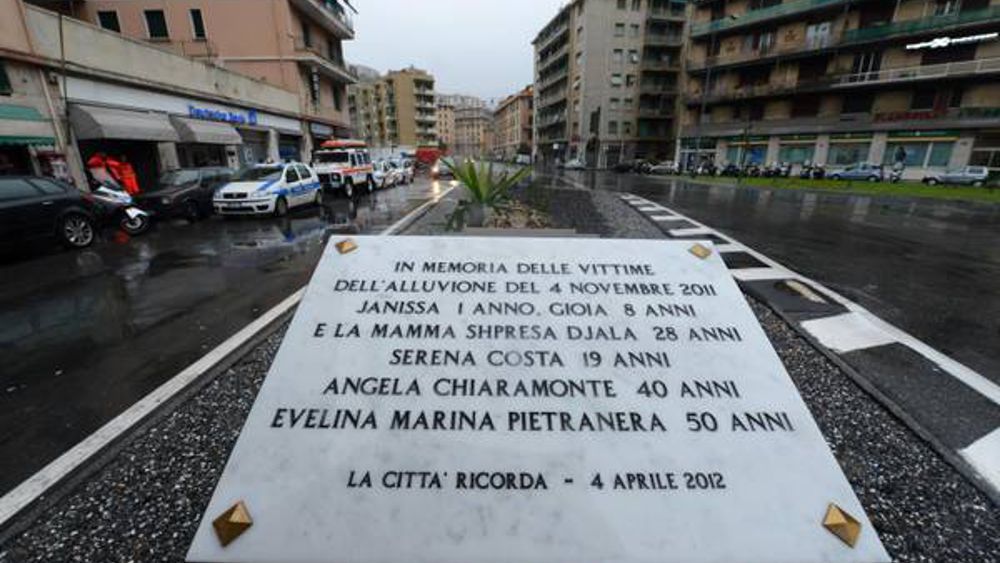 IN MEMORIA DELLE VITTIME
DELL'ALLUVIONE DEL 4 NOVEMBRE 2011
JANISSA 1 ANNO, GIOIA 8 ANNI
E LA MAMMA SHPRESA DJALA 28 ANNI
SERENA COSTA 19 ANNI
ANGELA CHIARAMONTE 40 ANNI
EVELINA MARINA PIETRANERA 50 ANNI
LA CITTA' RICORDA - 4 APRILE 2012